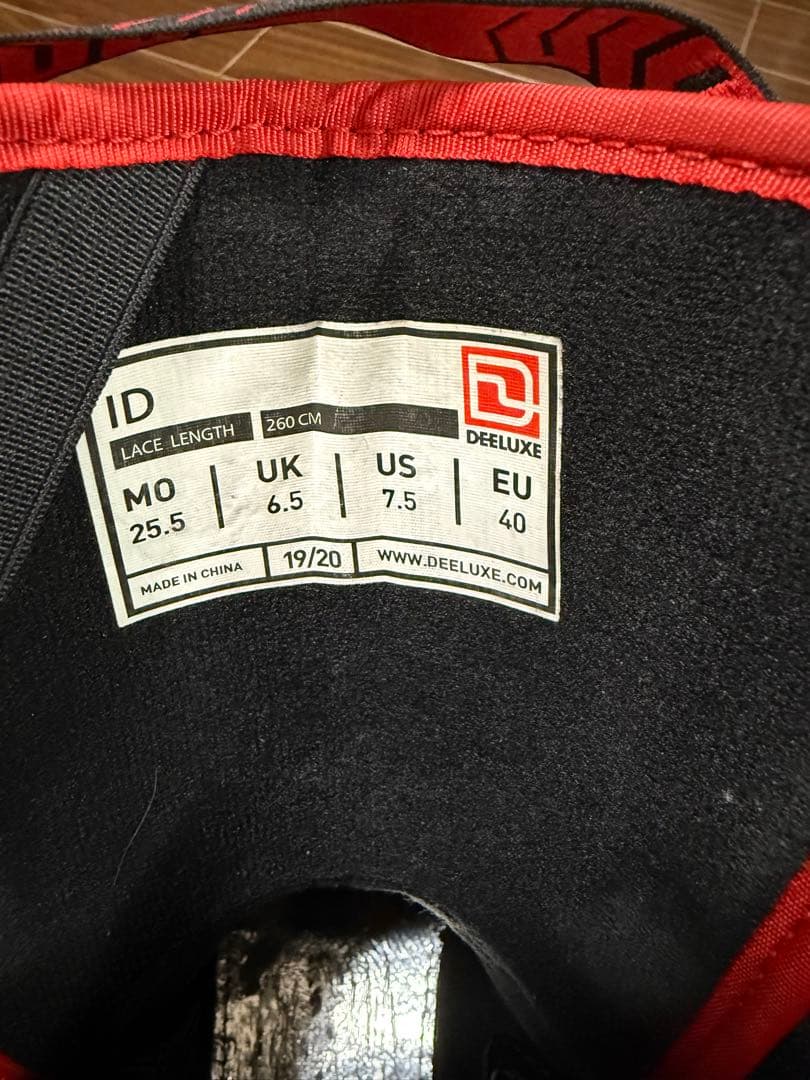 ID
LACE LENGTH 260 CM
DEELUXE
MO UK US EU
25.5 6.5 7.5 40
MADE IN CHINA 19/20 WWW.DEELUXE.COM